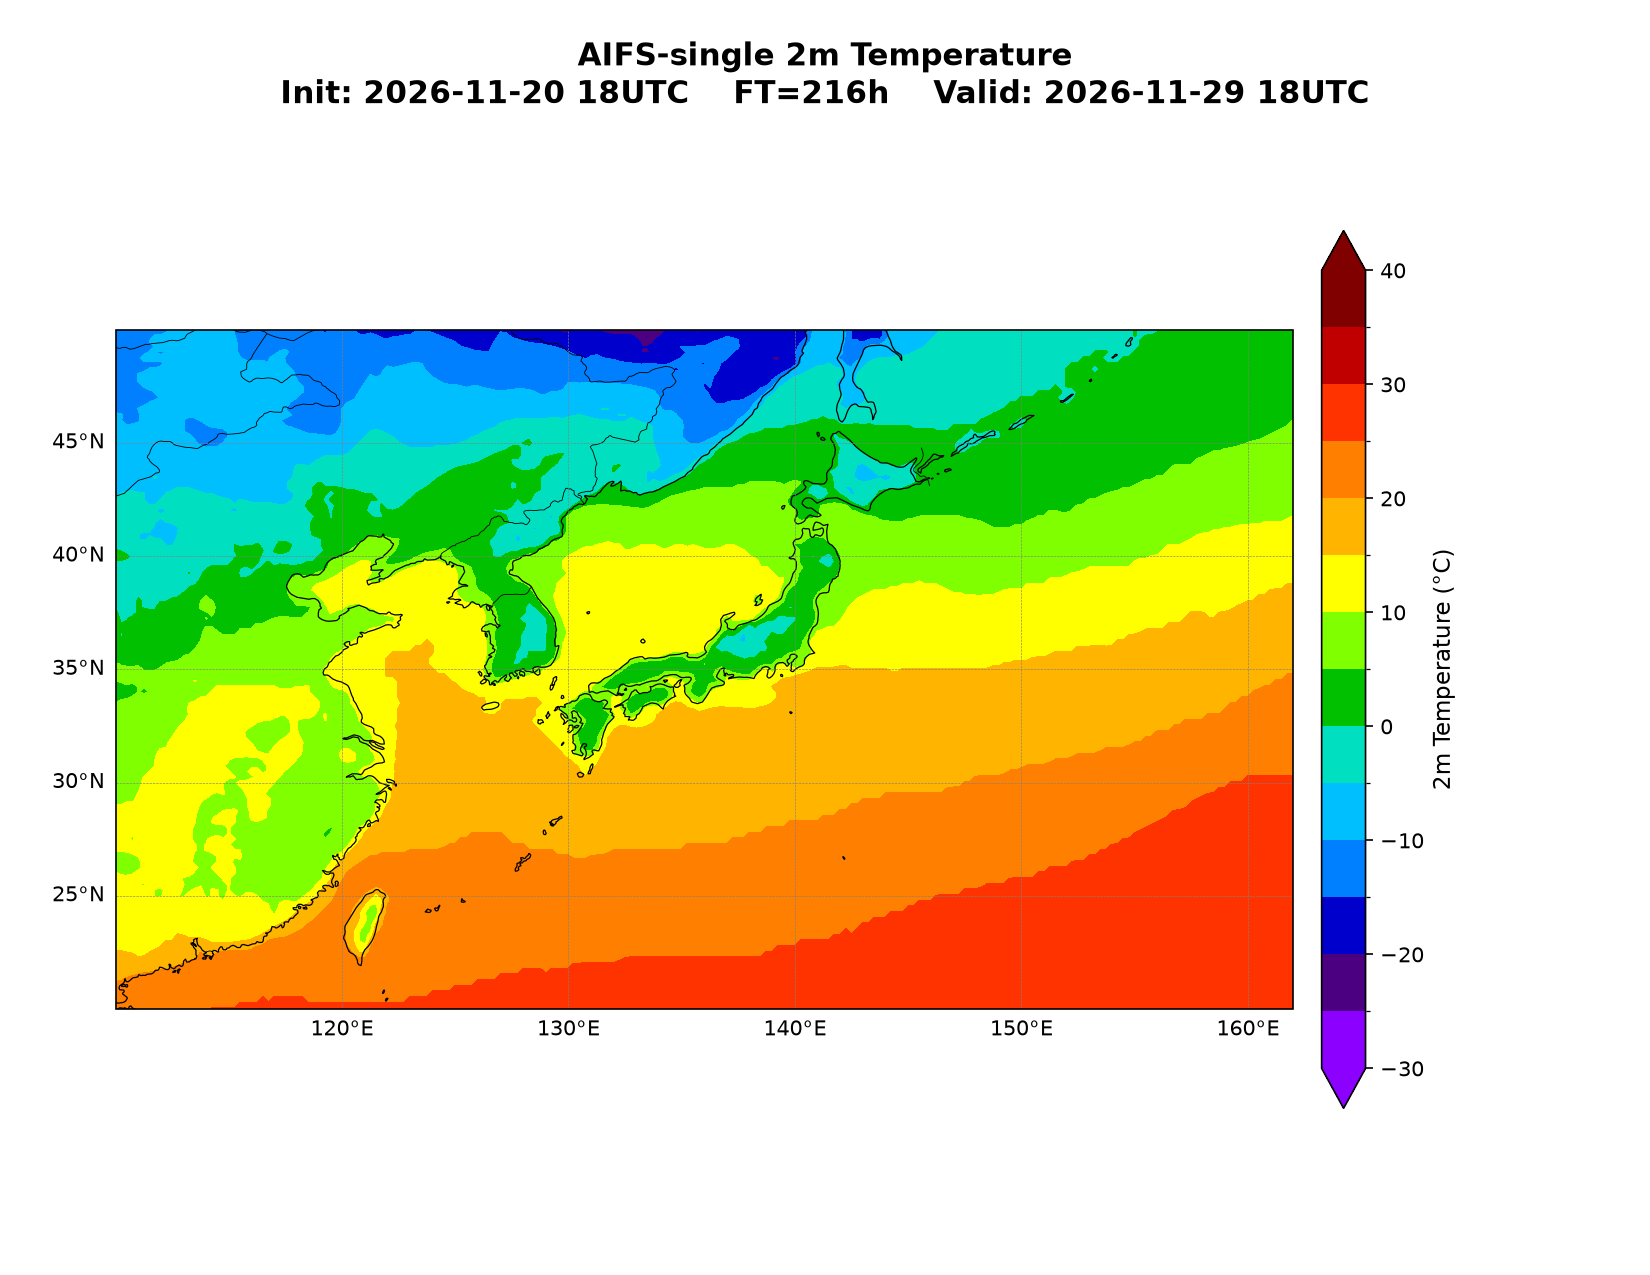 AIFS-single 2m Temperature
Init: 2026-11-20 18UTC    FT=216h    Valid: 2026-11-29 18UTC
45°N
40°N
35°N
30°N
25°N
120°E
130°E
140°E
150°E
160°E
40
30
20
10
0
−10
−20
−30
2m Temperature (°C)